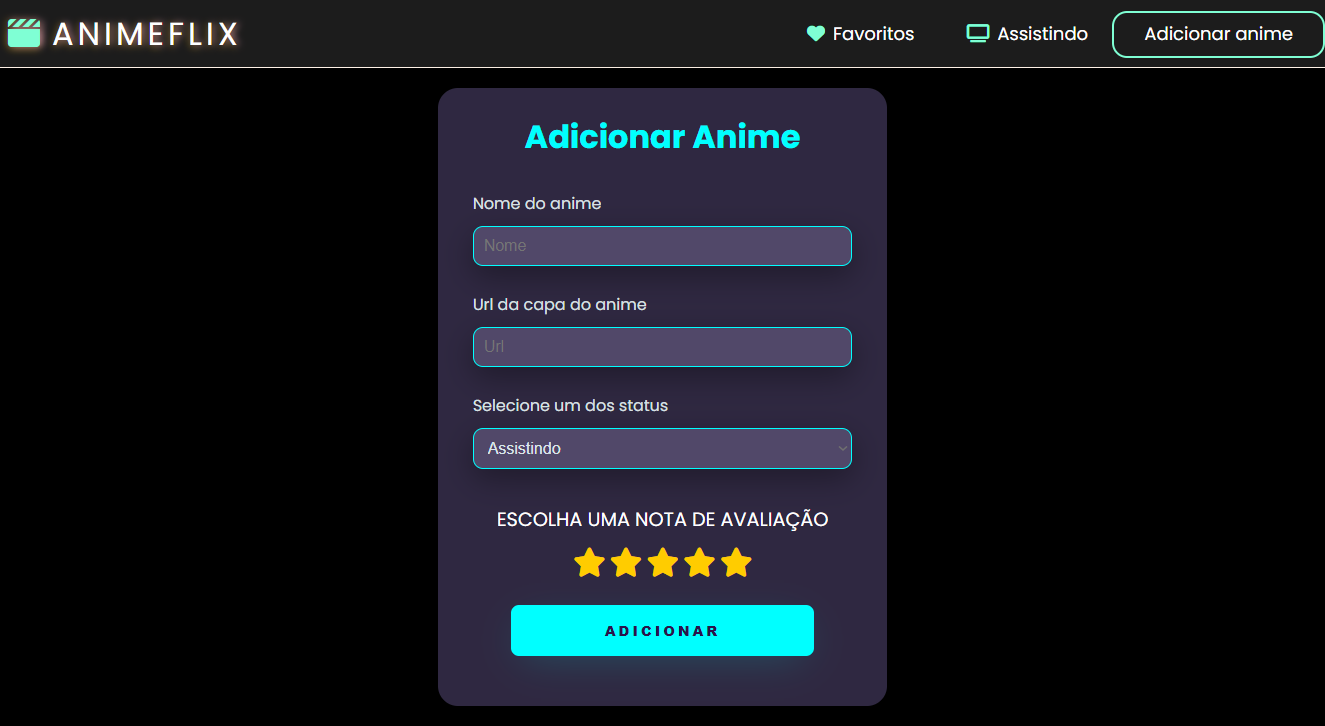 ANIMEFLIX
Favoritos
Assistindo
Adicionar anime
Adicionar Anime
Nome do anime
Nome
Url da capa do anime
Url
Selecione um dos status
Assistindo
ESCOLHA UMA NOTA DE AVALIAÇÃO
ADICIONAR